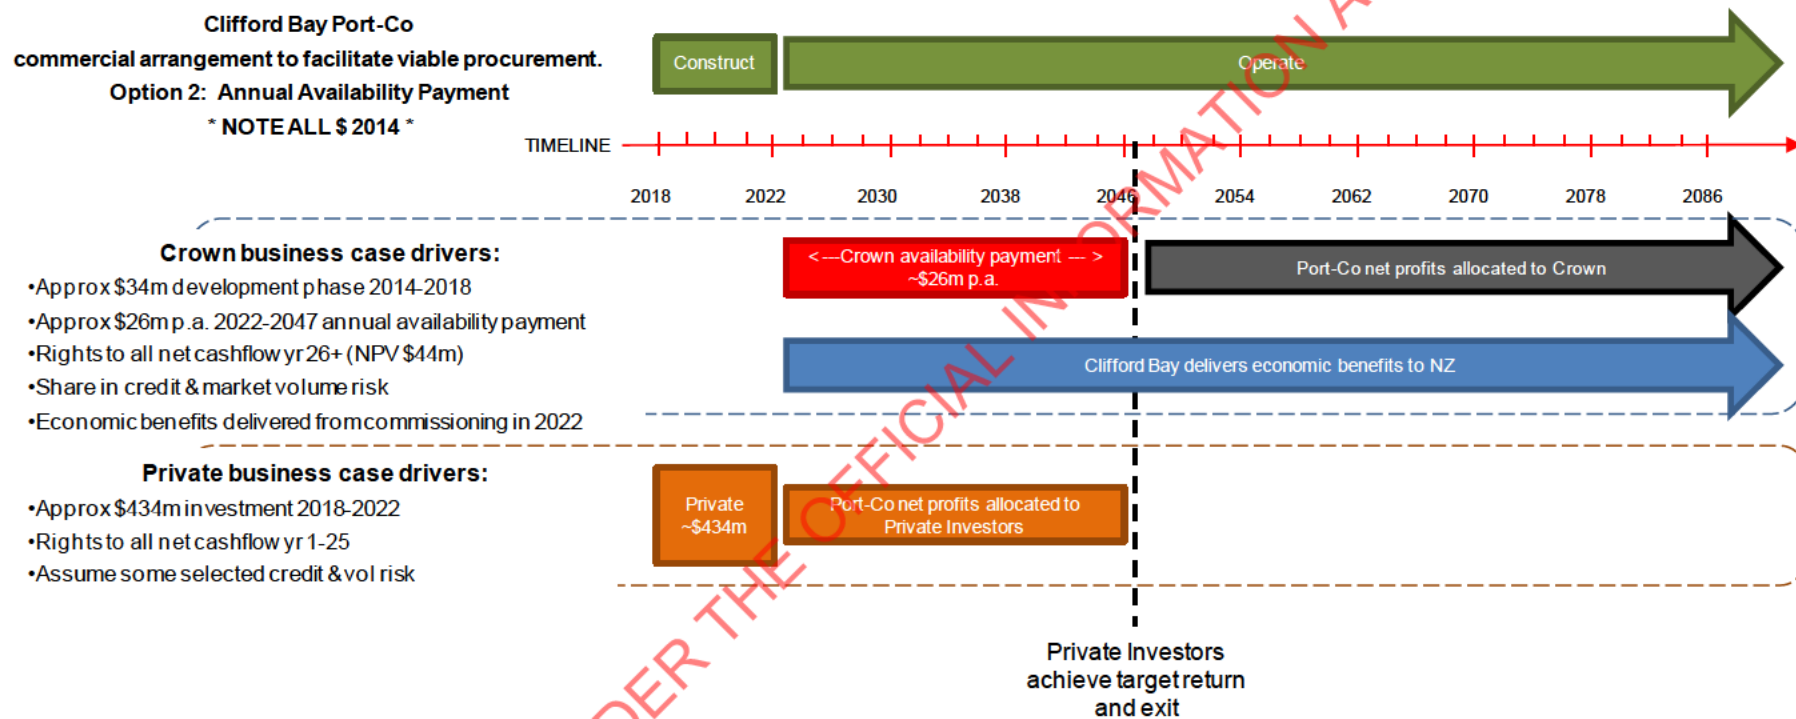 Clifford Bay Port-Co
commercial arrangement to facilitate viable procurement.
Option 2: Annual Availability Payment
* NOTE ALL $ 2014 *
Construct
Operate
TIMELINE
2018 2022 2030 2038 2046 2054 2062 2070 2078 2086
Crown business case drivers:
•Approx $34m development phase 2014-2018
•Approx $26m p.a. 2022-2047 annual availability payment
•Rights to all net cashflow yr 26+ (NPV $44m)
•Share in credit & market volume risk
•Economic benefits delivered from commissioning in 2022
<---Crown availability payment --- >
~$26m p.a.
Port-Co net profits allocated to Crown
Clifford Bay delivers economic benefits to NZ
Private business case drivers:
•Approx $434m investment 2018-2022
•Rights to all net cashflow yr 1-25
•Assume some selected credit & vol risk
Private
~$434m
Port-Co net profits allocated to
Private Investors
Private Investors
achieve target return
and exit
DER THE OFFICIAL INFORMATION A